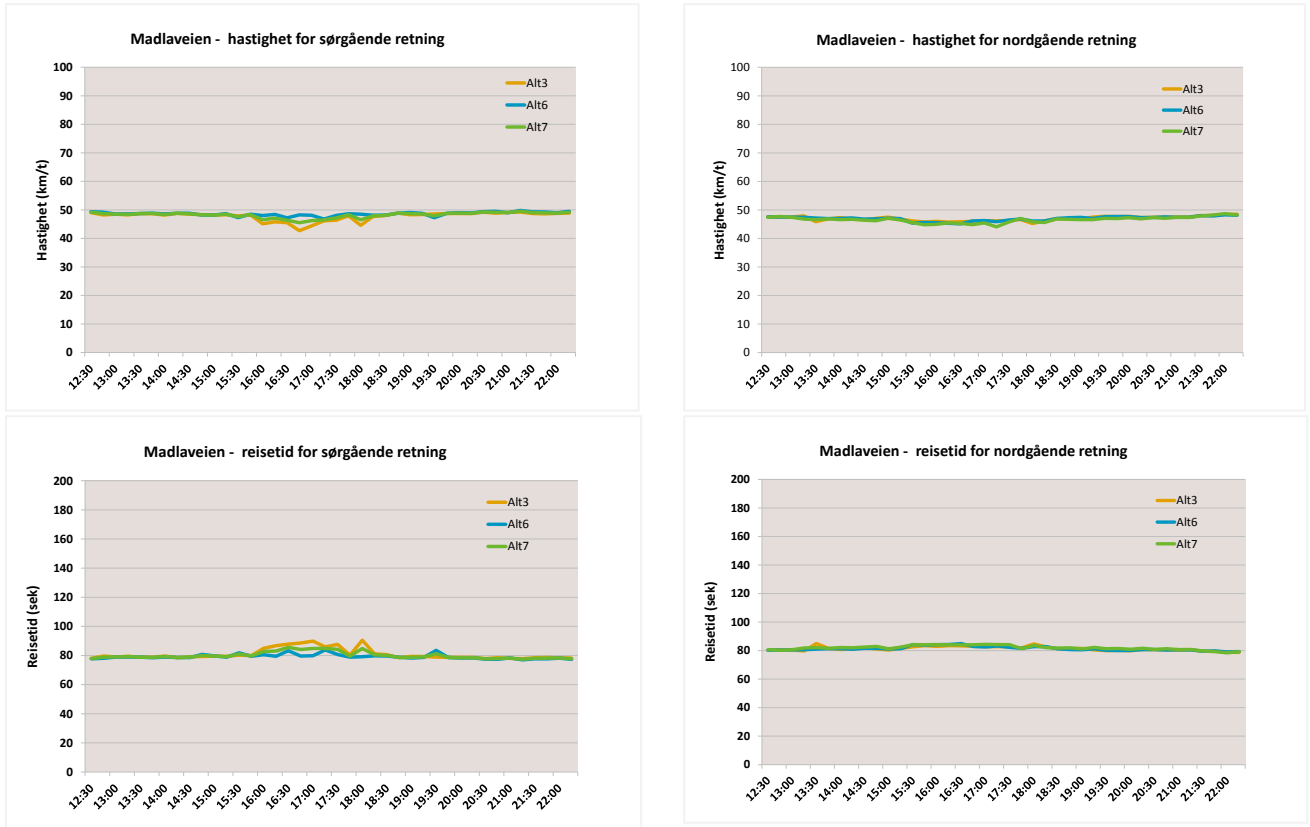 Madlaveien -  hastighet for sørgående retning
Hastighet (km/t)
100
90
80
70
60
50
40
30
20
10
0
Alt3
Alt6
Alt7
12:30 13:00 13:30 14:00 14:30 15:00 15:30 16:00 16:30 17:00 17:30 18:00 18:30 19:00 19:30 20:00 20:30 21:00 21:30 22:00
Madlaveien -  hastighet for nordgående retning
Hastighet (km/t)
100
90
80
70
60
50
40
30
20
10
0
Alt3
Alt6
Alt7
12:30 13:00 13:30 14:00 14:30 15:00 15:30 16:00 16:30 17:00 17:30 18:00 18:30 19:00 19:30 20:00 20:30 21:00 21:30 22:00
Madlaveien -  reisetid for sørgående retning
Reisetid (sek)
200
180
160
140
120
100
80
60
40
20
0
Alt3
Alt6
Alt7
12:30 13:00 13:30 14:00 14:30 15:00 15:30 16:00 16:30 17:00 17:30 18:00 18:30 19:00 19:30 20:00 20:30 21:00 21:30 22:00
Madlaveien -  reisetid for nordgående retning
Reisetid (sek)
200
180
160
140
120
100
80
60
40
20
0
Alt3
Alt6
Alt7
12:30 13:00 13:30 14:00 14:30 15:00 15:30 16:00 16:30 17:00 17:30 18:00 18:30 19:00 19:30 20:00 20:30 21:00 21:30 22:00